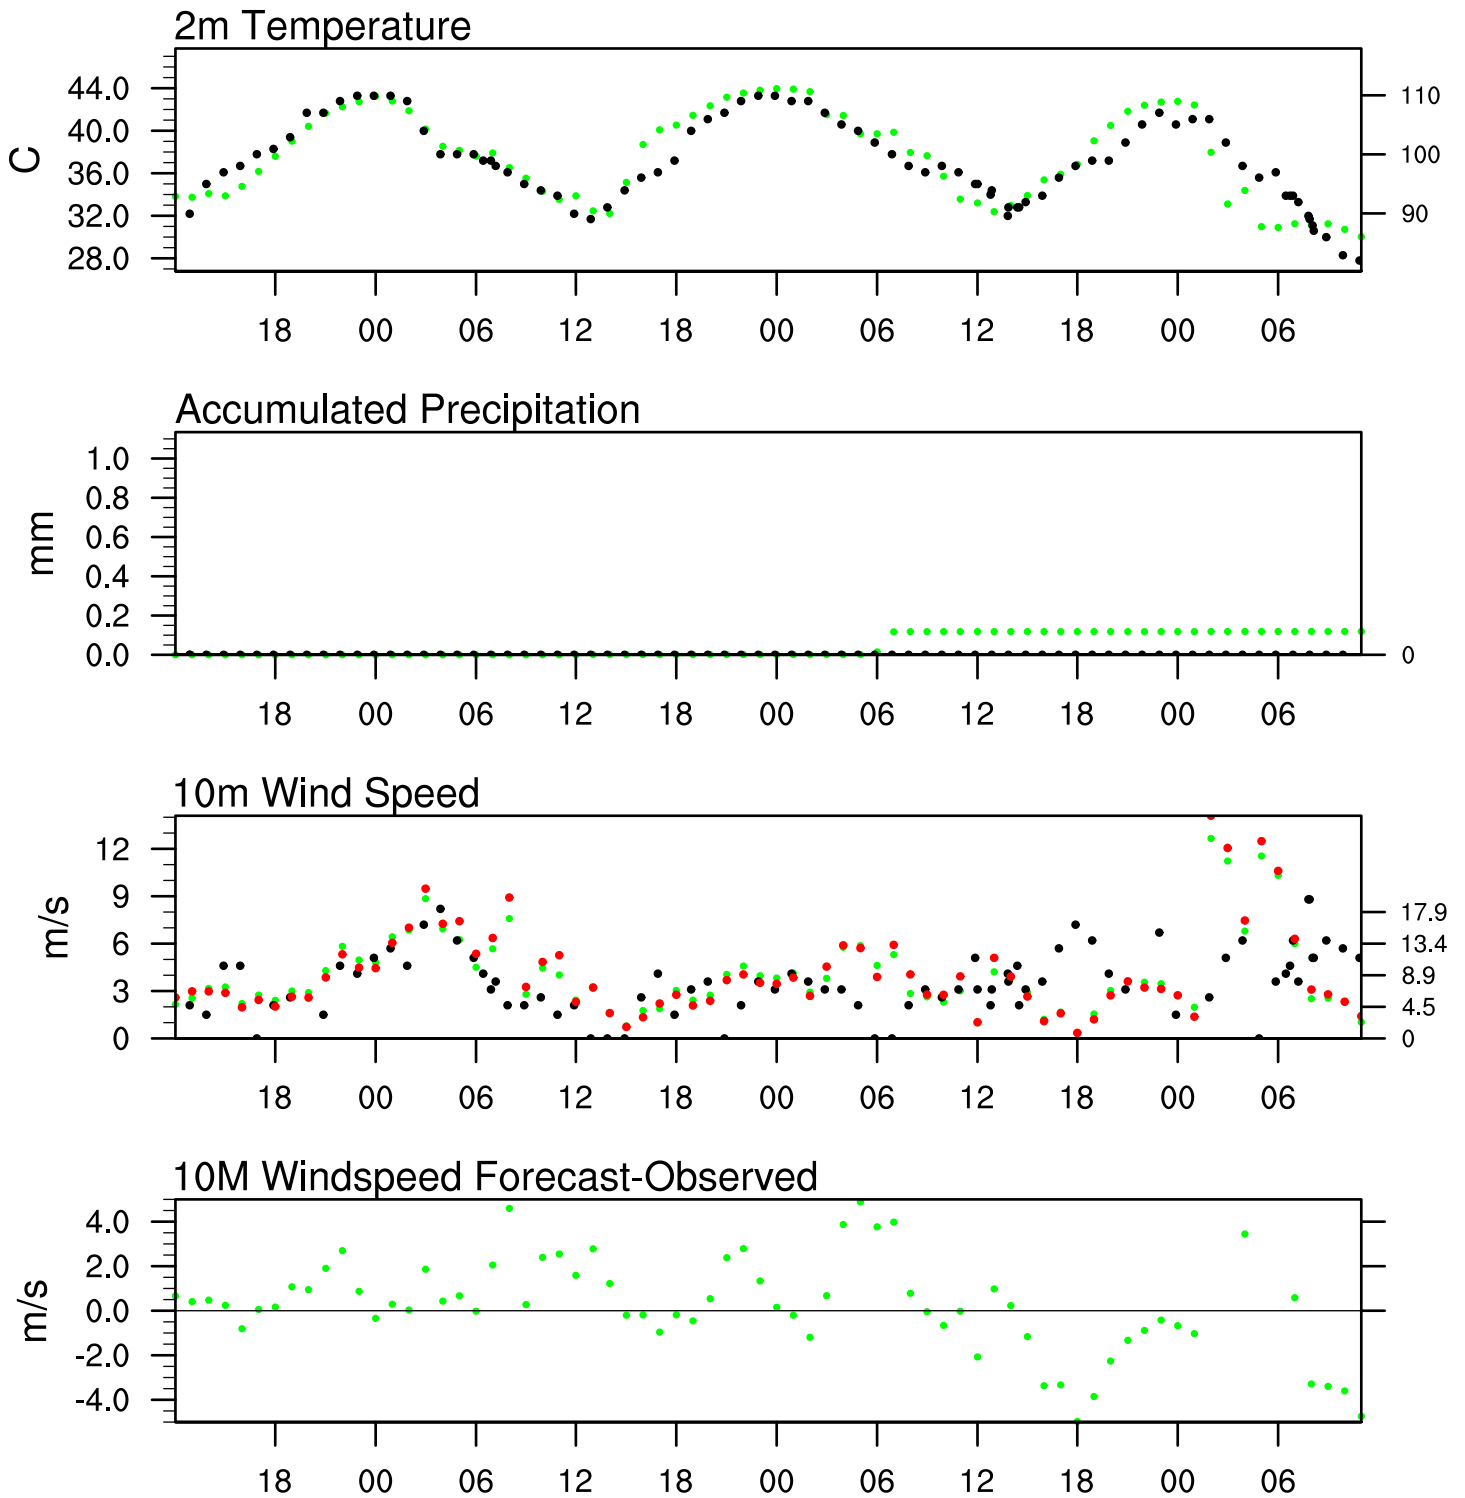 2m Temperature
44.0
40.0
36.0
32.0
28.0
C
110
100
90
18 00 06 12 18 00 06 12 18 00 06
Accumulated Precipitation
1.0
0.8
0.6
0.4
0.2
0.0
mm
0
18 00 06 12 18 00 06 12 18 00 06
10m Wind Speed
12
9
6
3
0
m/s
17.9
13.4
8.9
4.5
0
18 00 06 12 18 00 06 12 18 00 06
10M Windspeed Forecast-Observed
4.0
2.0
0.0
-2.0
-4.0
m/s
18 00 06 12 18 00 06 12 18 00 06